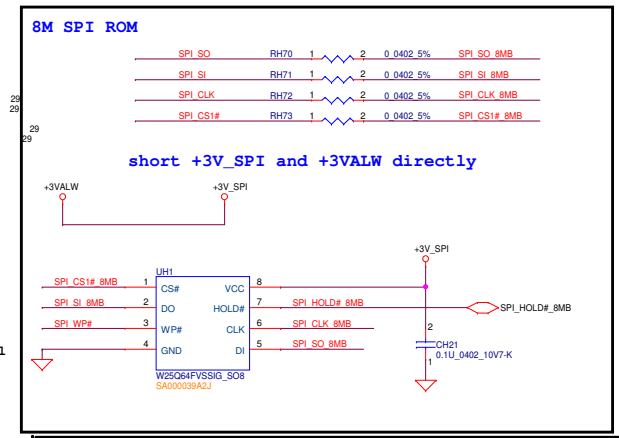 8M SPI ROM
SPI_SO RH70 1 2 0_0402_5% SPI_SO_8MB
SPI_SI RH71 1 2 0_0402_5% SPI_SI_8MB
SPI_CLK RH72 1 2 0_0402_5% SPI_CLK_8MB
SPI_CS1# RH73 1 2 0_0402_5% SPI_CS1#_8MB
29
29
29
29
short +3V_SPI and +3VALW directly
+3VALW +3V_SPI
+3V_SPI
UH1
SPI_CS1#_8MB 1 CS# VCC 8
SPI_SI_8MB 2 DO HOLD# 7 SPI_HOLD#_8MB SPI_HOLD#_8MB
SPI_WP# 3 WP# CLK 6 SPI_CLK_8MB
4 GND DI 5 SPI_SO_8MB
2
CH21
0.1U_0402_10V7-K
1
1
W25Q64FVSSIG_SO8
SA000039A2J